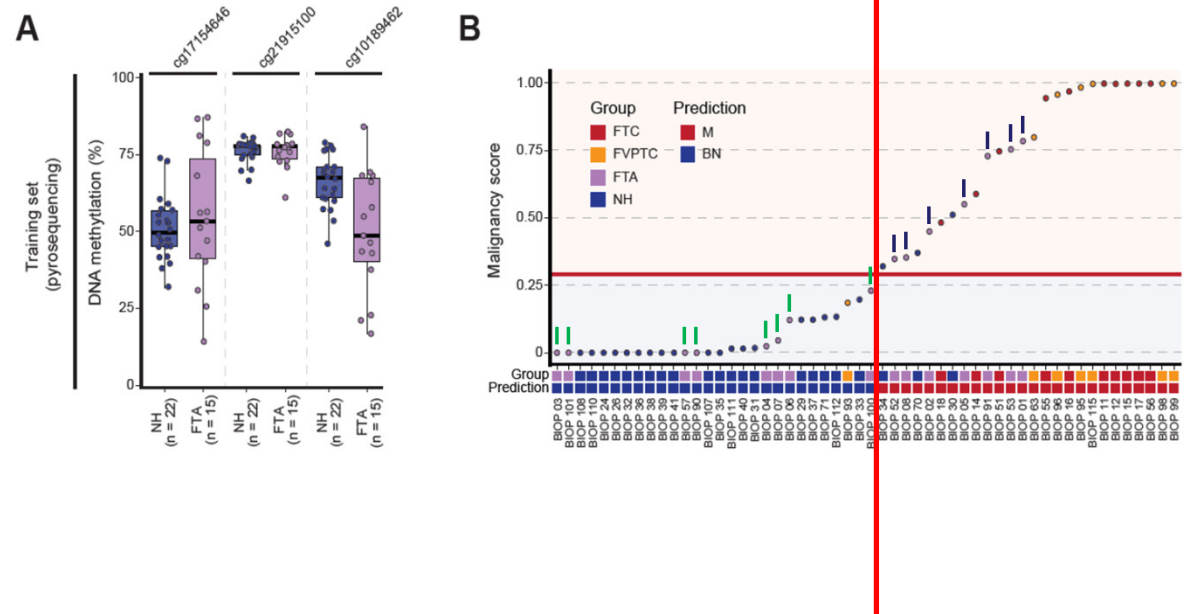 A
cg17154646
cg21915100
cg10189462
Training set
(pyrosequencing)
DNA methytlation (%)
100
75
50
25
0
NH
(n = 22)
FTA
(n = 15)
NH
(n = 22)
FTA
(n = 15)
NH
(n = 22)
FTA
(n = 15)
B
Malignancy score
1.00
0.75
0.50
0.25
0
Group
FTC
FVPTC
FTA
NH
Prediction
M
BN
Group
Prediction
BIOP 03
BIOP 101
BIOP 108
BIOP 110
BIOP 24
BIOP 26
BIOP 32
BIOP 36
BIOP 38
BIOP 39
BIOP 41
BIOP 57
BIOP 90
BIOP 107
BIOP 35
BIOP 111
BIOP 40
BIOP 31
BIOP 04
BIOP 07
BIOP 06
BIOP 29
BIOP 37
BIOP 71
BIOP 112
BIOP 93
BIOP 33
BIOP 100
BIOP 34
BIOP 52
BIOP 08
BIOP 70
BIOP 02
BIOP 18
BIOP 30
BIOP 05
BIOP 14
BIOP 91
BIOP 51
BIOP 53
BIOP 01
BIOP 63
BIOP 55
BIOP 96
BIOP 16
BIOP 95
BIOP 115
BIOP 11
BIOP 12
BIOP 15
BIOP 17
BIOP 56
BIOP 98
BIOP 99